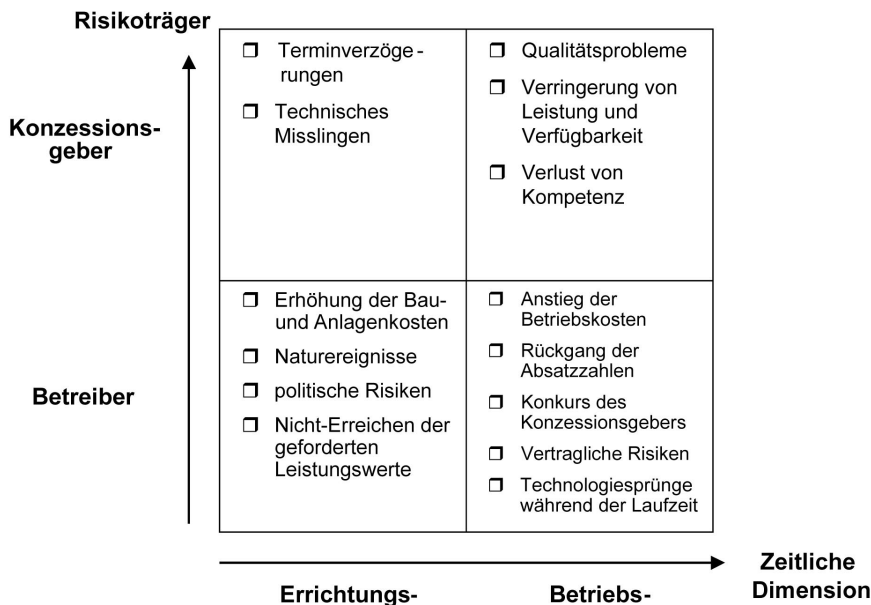 Risikoträger
Konzessions-
geber
Terminverzöge-
rungen
Technisches
Misslingen
Qualitätsprobleme
Verringerung von
Leistung und
Verfügbarkeit
Verlust von
Kompetenz
Betreiber
Erhöhung der Bau-
und Anlagenkosten
Naturereignisse
politische Risiken
Nicht-Erreichen der
geforderten
Leistungswerte
Anstieg der
Betriebskosten
Rückgang der
Absatzzahlen
Konkurs des
Konzessionsgebers
Vertragliche Risiken
Technologiesprünge
während der Laufzeit
Zeitliche
Dimension
Errichtungs-
Betriebs-